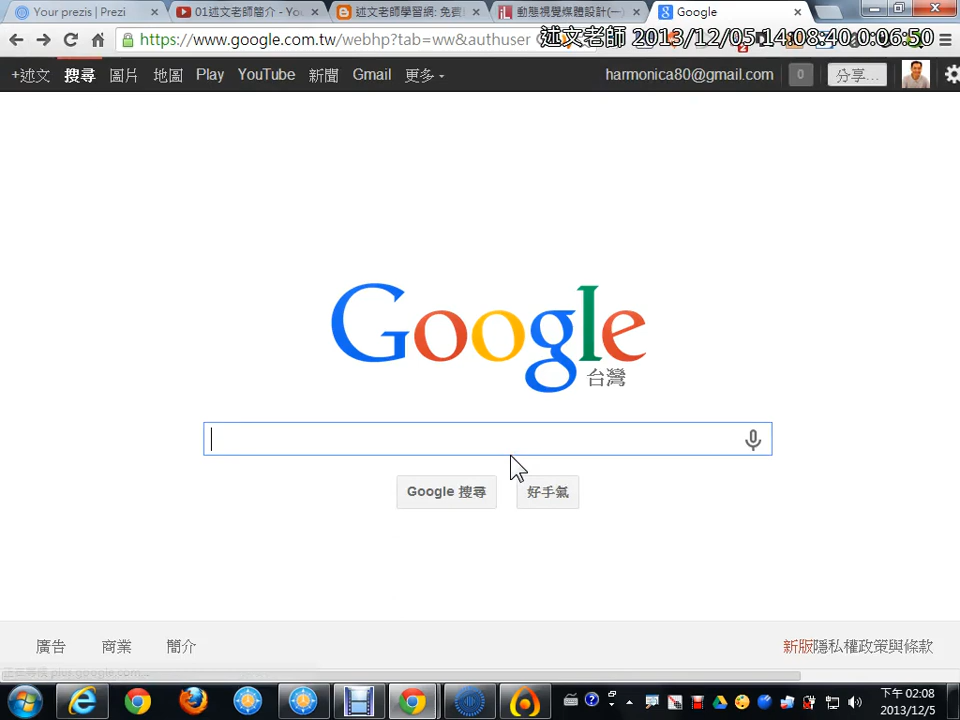 Your prezis | Prezi
01述文老師簡介 - You
述文老師學習網: 免費
動態視覺媒體設計(一)
Google
https://www.google.com.tw/webhp?tab=ww&authuser
述文老師 2013/12/05 14:08:40 0:06:50
+述文 搜尋 圖片 地圖 Play YouTube 新聞 Gmail 更多
harmonica80@gmail.com 0 分享...
Google
台灣
Google 搜尋 好手氣
廣告 商業 簡介 新版隱私權政策與條款
下午 02:08
2013/12/5